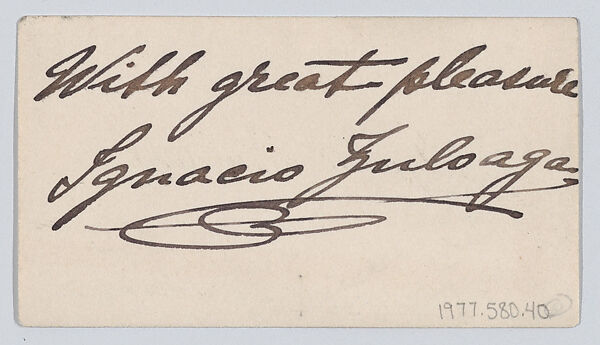 With great pleasure
Ignacio Zuloaga
1977.580.40